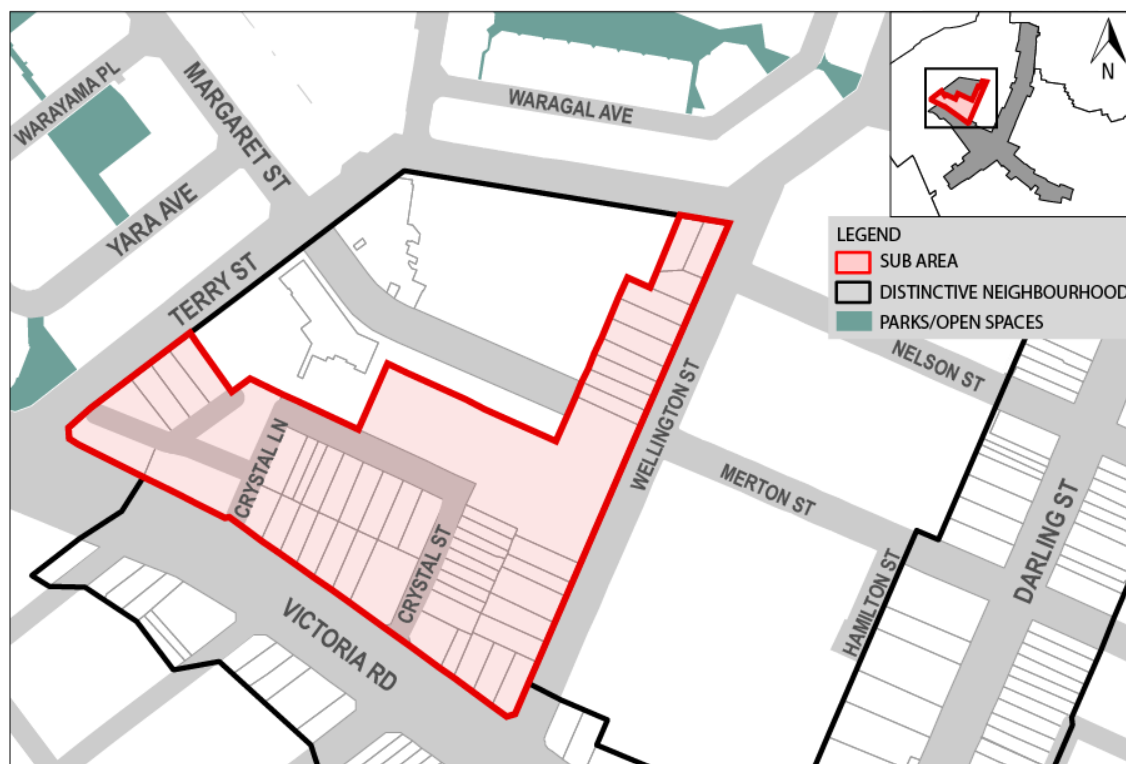 WARAYAMA PL
MARGARET ST
WARAGAL AVE
N
YARA AVE
LEGEND
SUB AREA
DISTINCTIVE NEIGHBOURHOOD
PARKS/OPEN SPACES
TERRY ST
NELSON ST
WELLINGTON ST
CRYSTAL LN
MERTON ST
CRYSTAL ST
DARLING ST
HAMILTON ST
VICTORIA RD